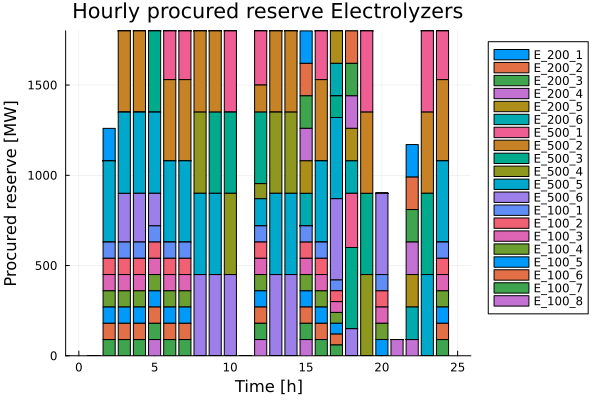 Hourly procured reserve Electrolyzers
Procured reserve [MW]
1500
1000
500
0
0
5
10
15
20
25
Time [h]
E_200_1
E_200_2
E_200_3
E_200_4
E_200_5
E_200_6
E_500_1
E_500_2
E_500_3
E_500_4
E_500_5
E_500_6
E_100_1
E_100_2
E_100_3
E_100_4
E_100_5
E_100_6
E_100_7
E_100_8